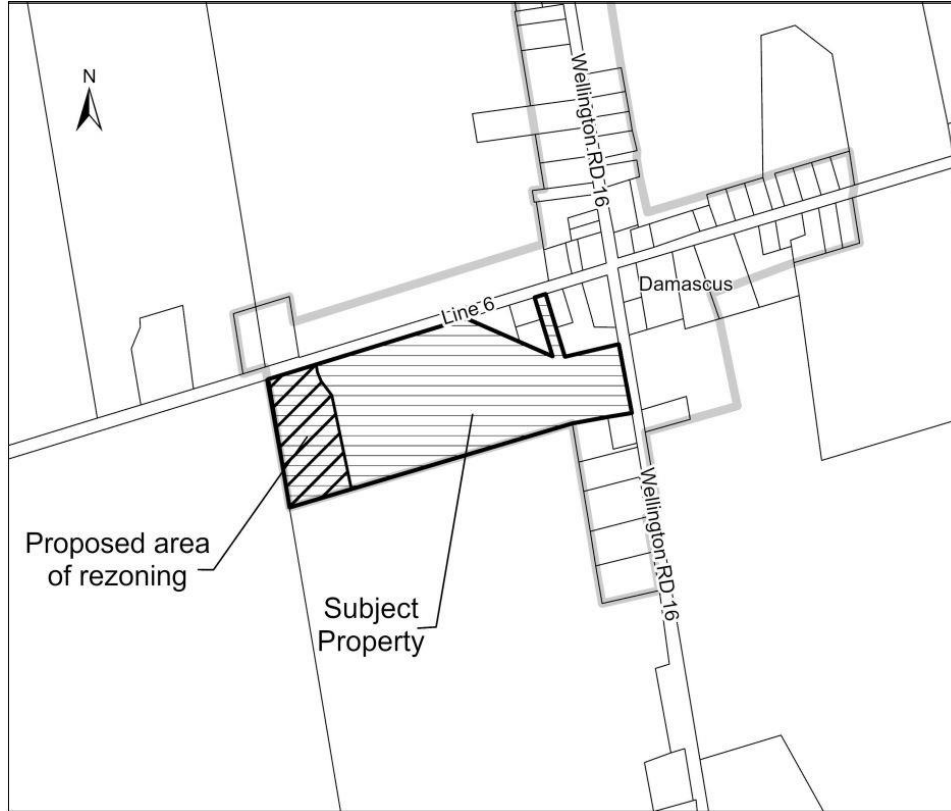 N
Wellington RD 16
Damascus
Line 6
Wellington RD 16
Proposed area
of rezoning
Subject
Property